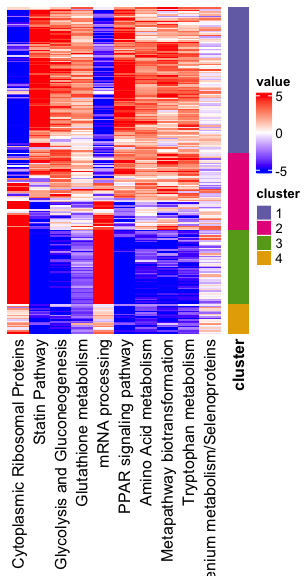 value
5
0
-5
cluster
1
2
3
4
cluster
Cytoplasmic Ribosomal Proteins
Statin Pathway
Glycolysis and Gluconeogenesis
Glutathione metabolism
mRNA processing
PPAR signaling pathway
Amino Acid metabolism
Metapathway biotransformation
Tryptophan metabolism
enium metabolism/Selenoproteins